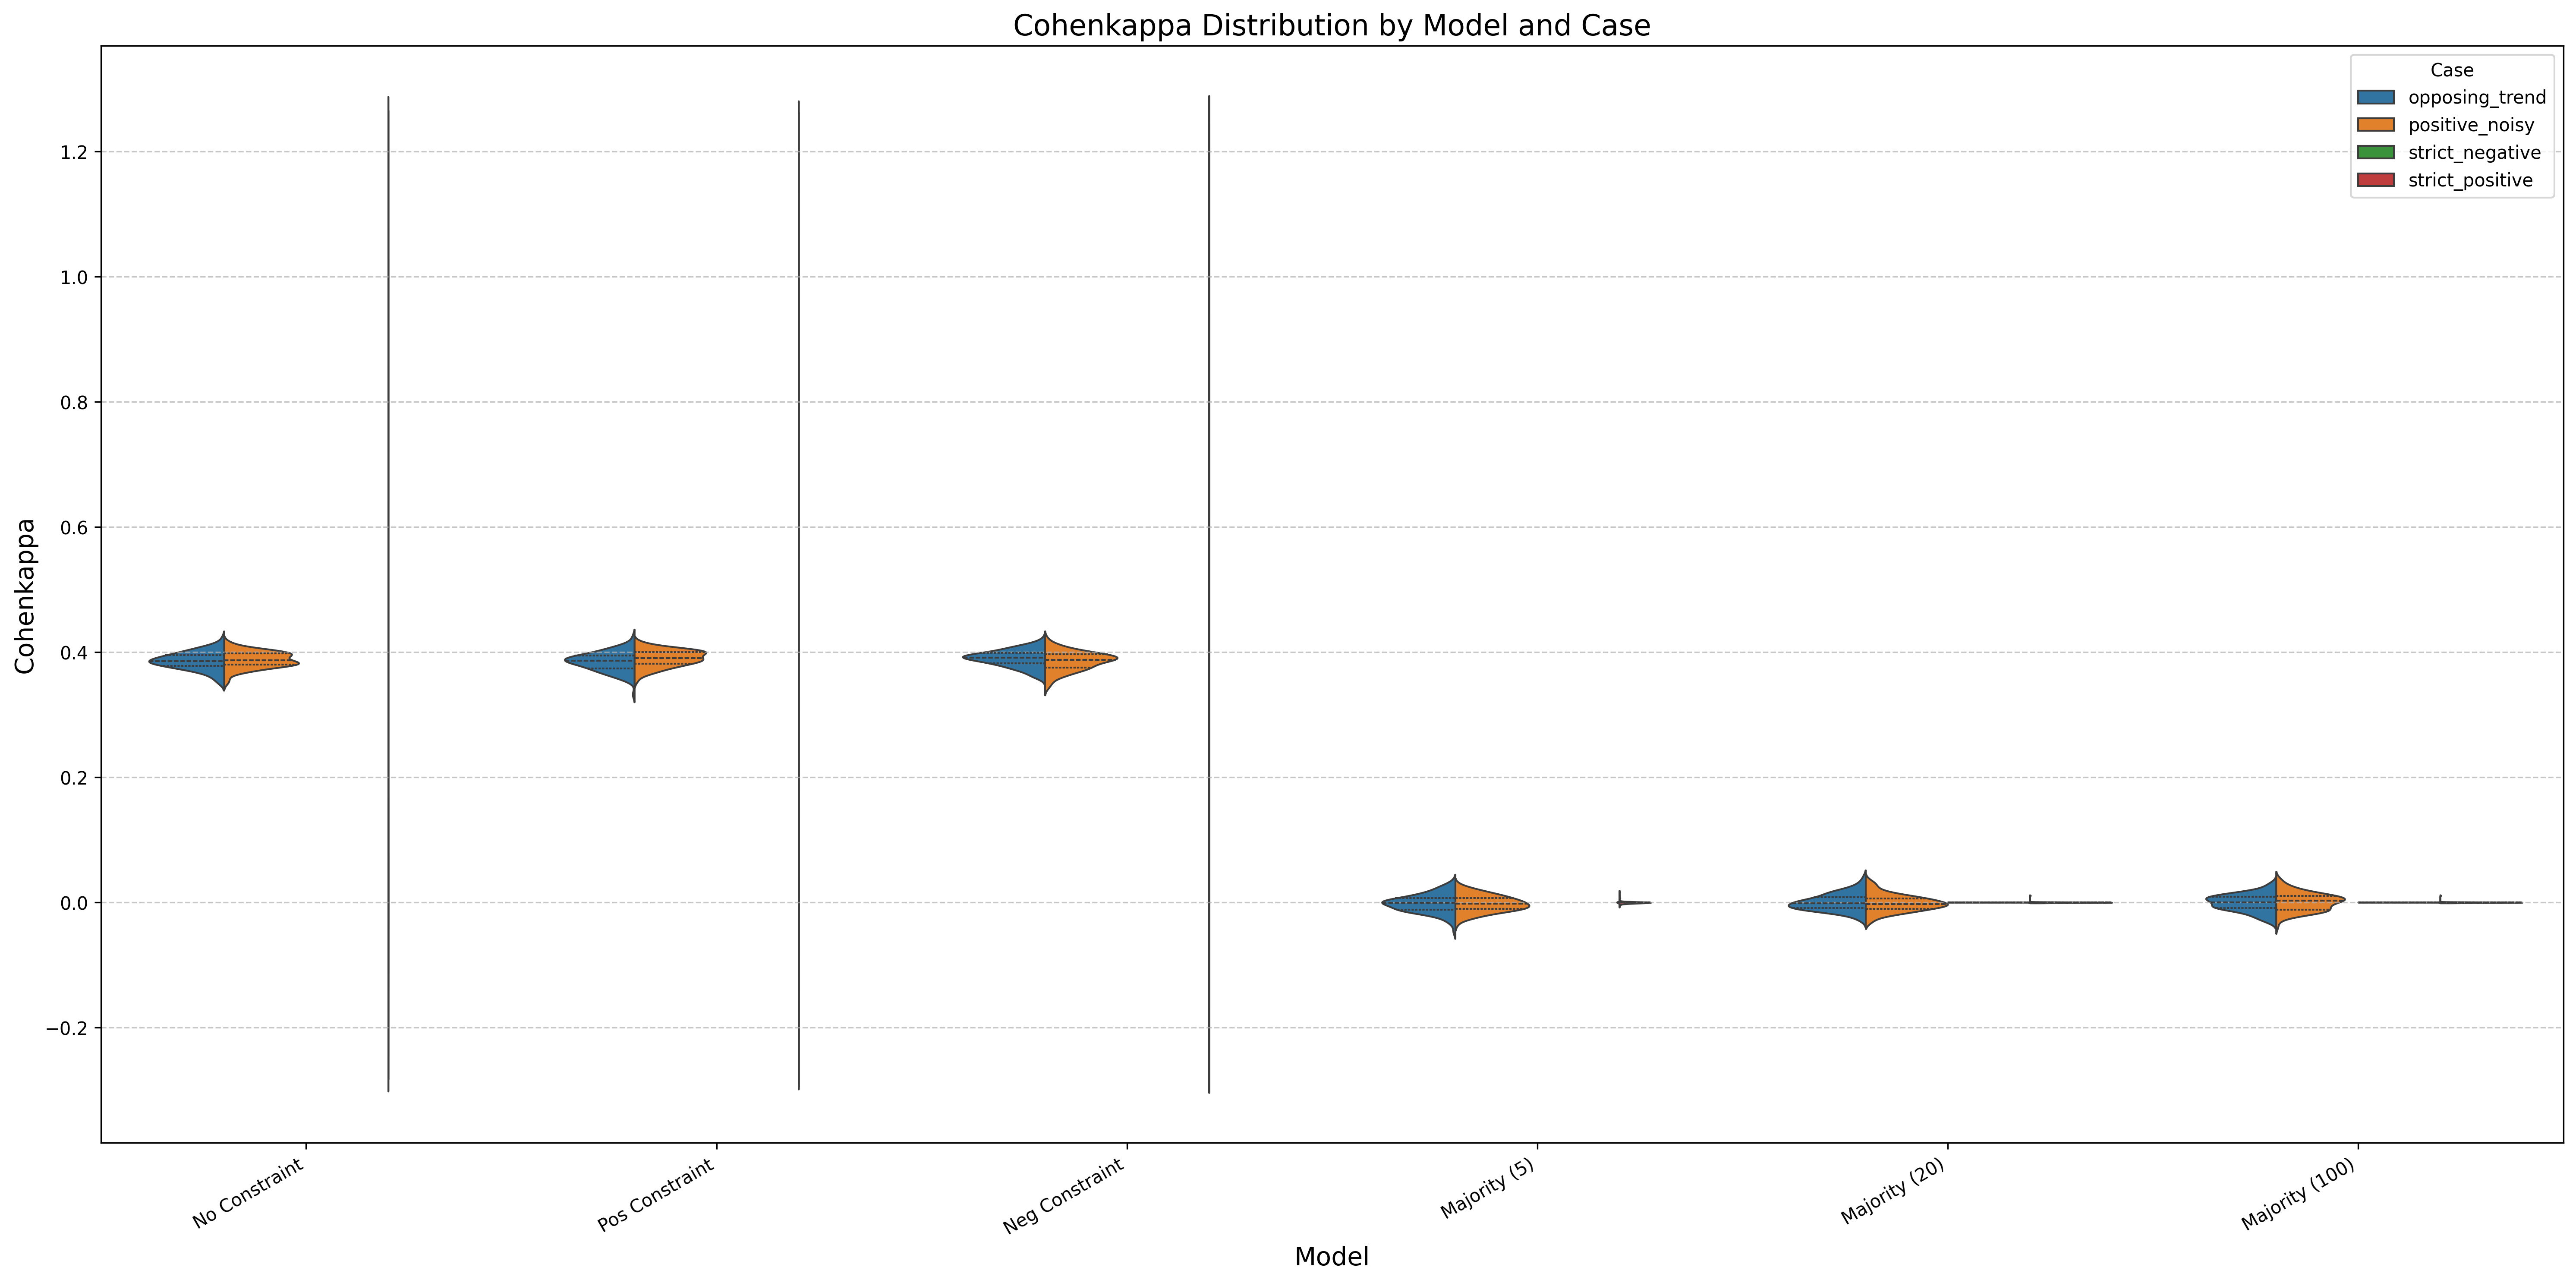 Cohenkappa Distribution by Model and Case
Case
opposing_trend
positive_noisy
strict_negative
strict_positive
Cohenkappa
1.2
1.0
0.8
0.6
0.4
0.2
0.0
−0.2
No Constraint
Pos Constraint
Neg Constraint
Majority (5)
Majority (20)
Majority (100)
Model